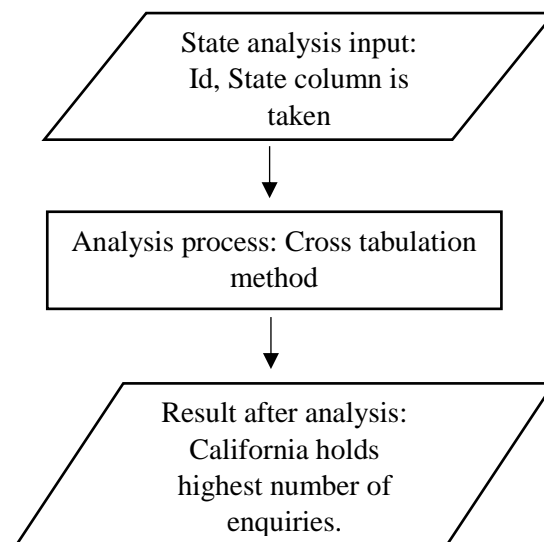 State analysis input:
Id, State column is
taken
Analysis process: Cross tabulation
method
Result after analysis:
California holds
highest number of
enquiries.